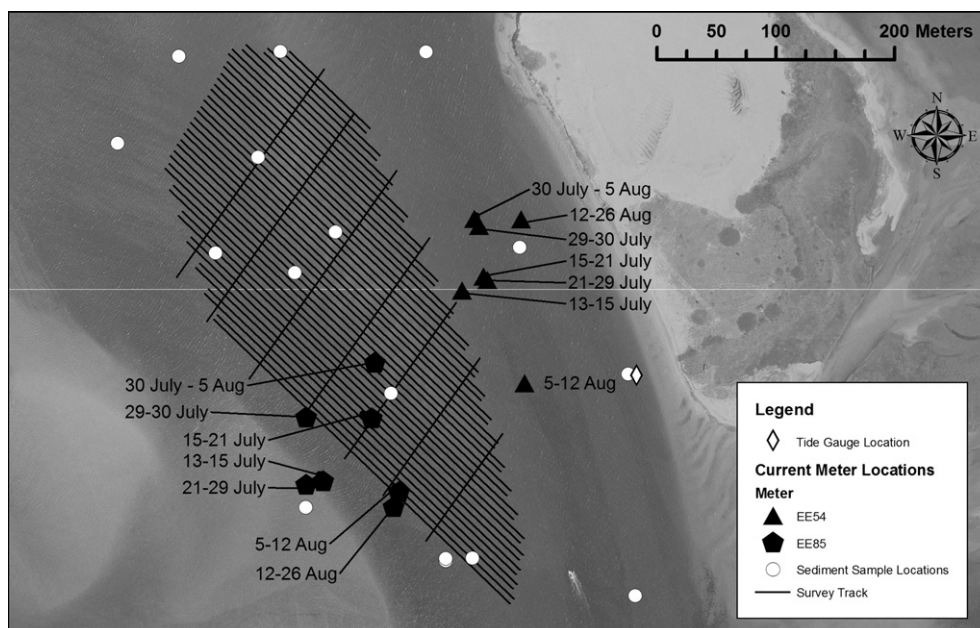 0 50 100 200 Meters
N
W E
S
30 July - 5 Aug
12-26 Aug
29-30 July
15-21 July
21-29 July
13-15 July
5-12 Aug
30 July - 5 Aug
29-30 July
15-21 July
13-15 July
21-29 July
5-12 Aug
12-26 Aug
Legend
Tide Gauge Location
Current Meter Locations
Meter
EE54
EE85
Sediment Sample Locations
Survey Track